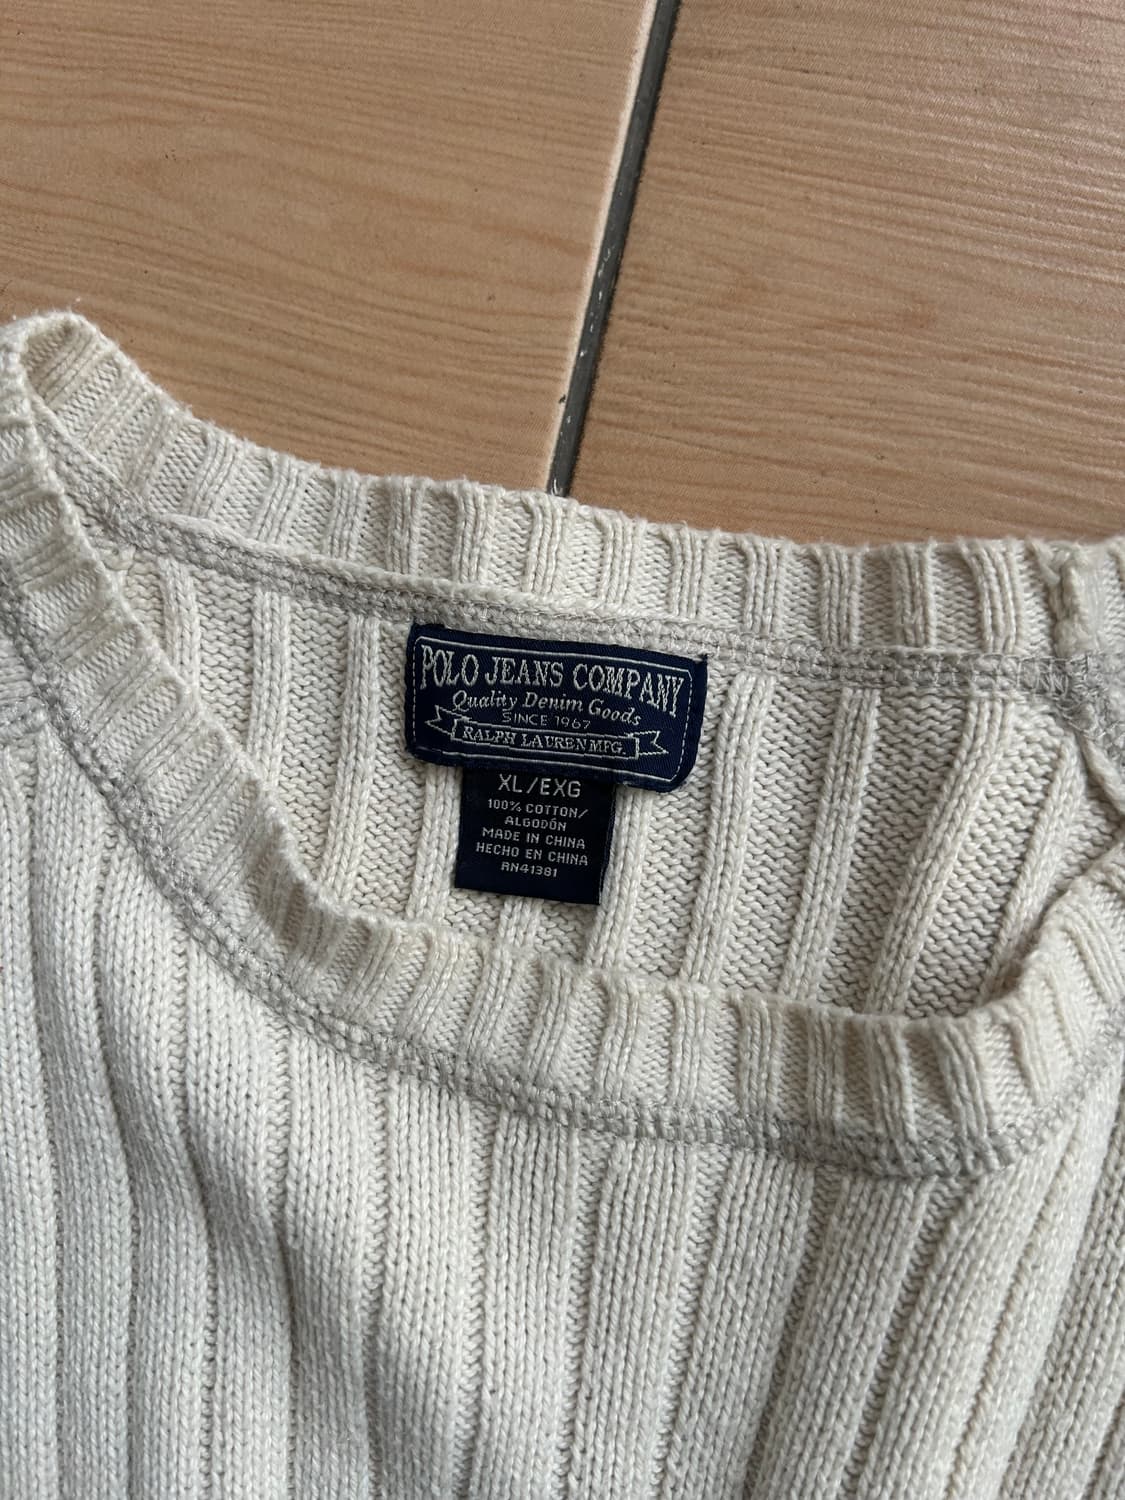 POLO JEANS COMPANY
Quality Denim Goods
SINCE 1967
RALPH LAUREN MFG.
XL/EXG
100% COTTON/
ALGODÓN
MADE IN CHINA
HECHO EN CHINA
RN41381